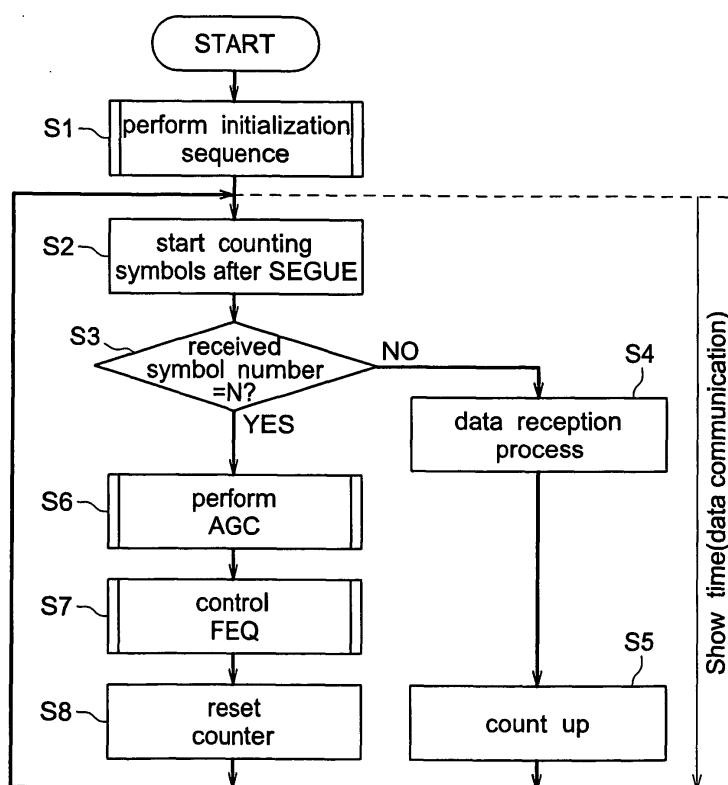 START
S1
perform initialization
sequence
S2
start counting
symbols after SEGUE
S3
received
symbol number
=N?
NO
YES
S4
data reception
process
S6
perform
AGC
S7
control
FEQ
S5
count up
S8
reset
counter
Show time(data communication)